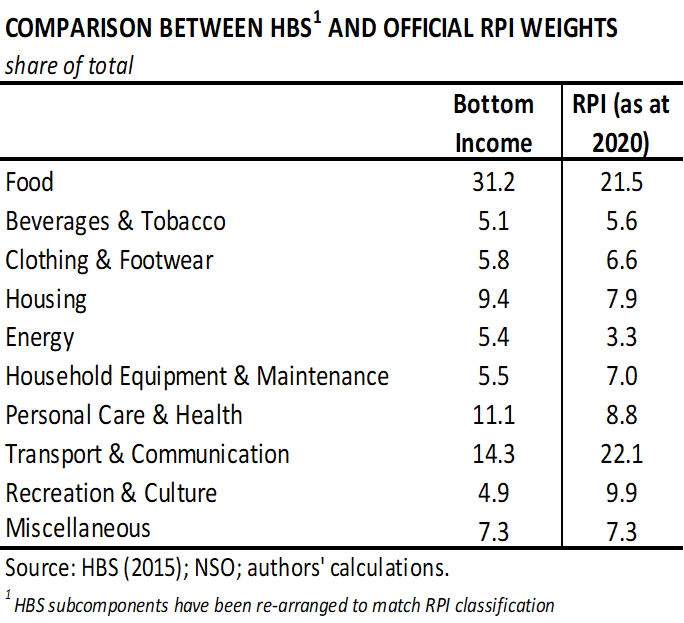 COMPARISON BETWEEN HBS1 AND OFFICIAL RPI WEIGHTS
share of total
Bottom Income RPI (as at 2020)
Food 31.2 21.5
Beverages & Tobacco 5.1 5.6
Clothing & Footwear 5.8 6.6
Housing 9.4 7.9
Energy 5.4 3.3
Household Equipment & Maintenance 5.5 7.0
Personal Care & Health 11.1 8.8
Transport & Communication 14.3 22.1
Recreation & Culture 4.9 9.9
Miscellaneous 7.3 7.3
Source: HBS (2015); NSO; authors' calculations.
1 HBS subcomponents have been re-arranged to match RPI classification